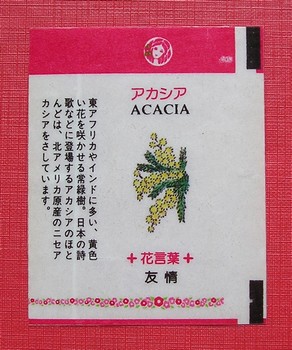 アカシア
ACACIA
東アフリカやインドに多い、黄色
い花を咲かせる常緑樹。日本の詩
歌などに登場するアカシアのほと
んどは、北アメリカ原産のニセア
カシアをさしています。
+花言葉+
友情